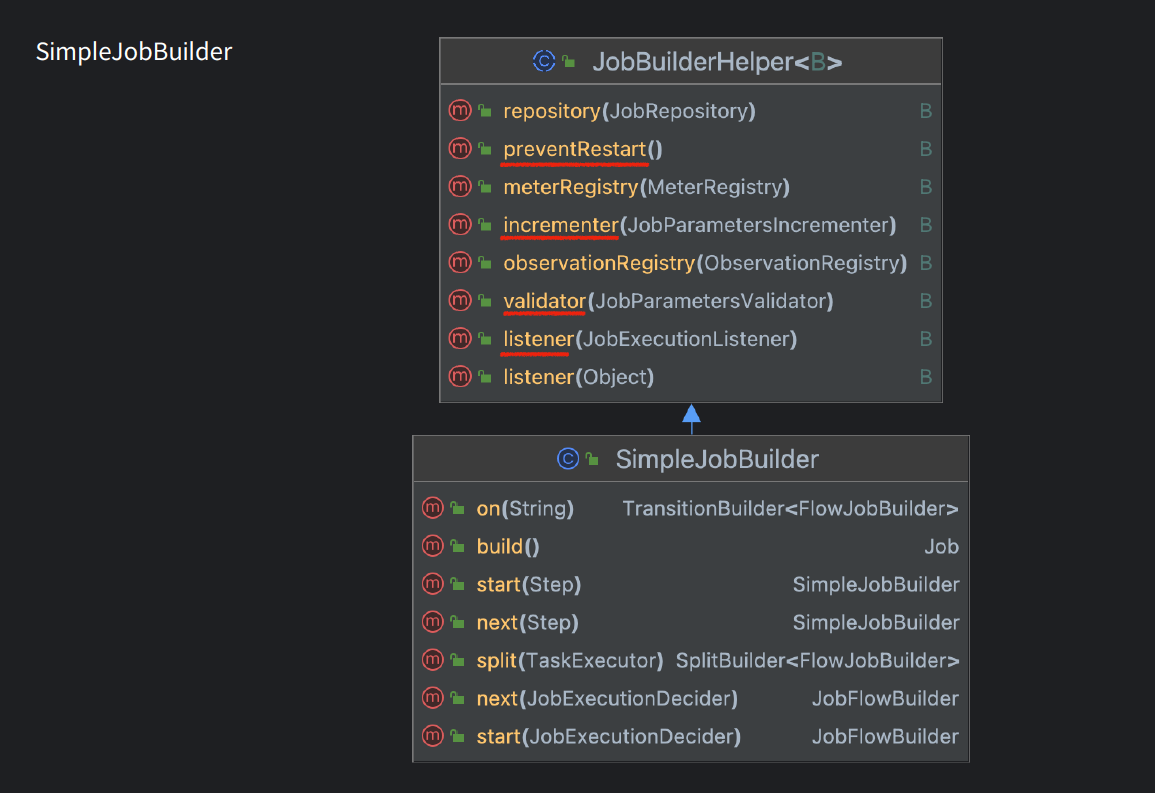 SimpleJobBuilder
C JobBuilderHelper<B>
m repository(JobRepository) B
m preventRestart() B
m meterRegistry(MeterRegistry) B
m incrementer(JobParametersIncrementer) B
m observationRegistry(ObservationRegistry) B
m validator(JobParametersValidator) B
m listener(JobExecutionListener) B
m listener(Object) B
C SimpleJobBuilder
m on(String) TransitionBuilder<FlowJobBuilder>
m build() Job
m start(Step) SimpleJobBuilder
m next(Step) SimpleJobBuilder
m split(TaskExecutor) SplitBuilder<FlowJobBuilder>
m next(JobExecutionDecider) JobFlowBuilder
m start(JobExecutionDecider) JobFlowBuilder